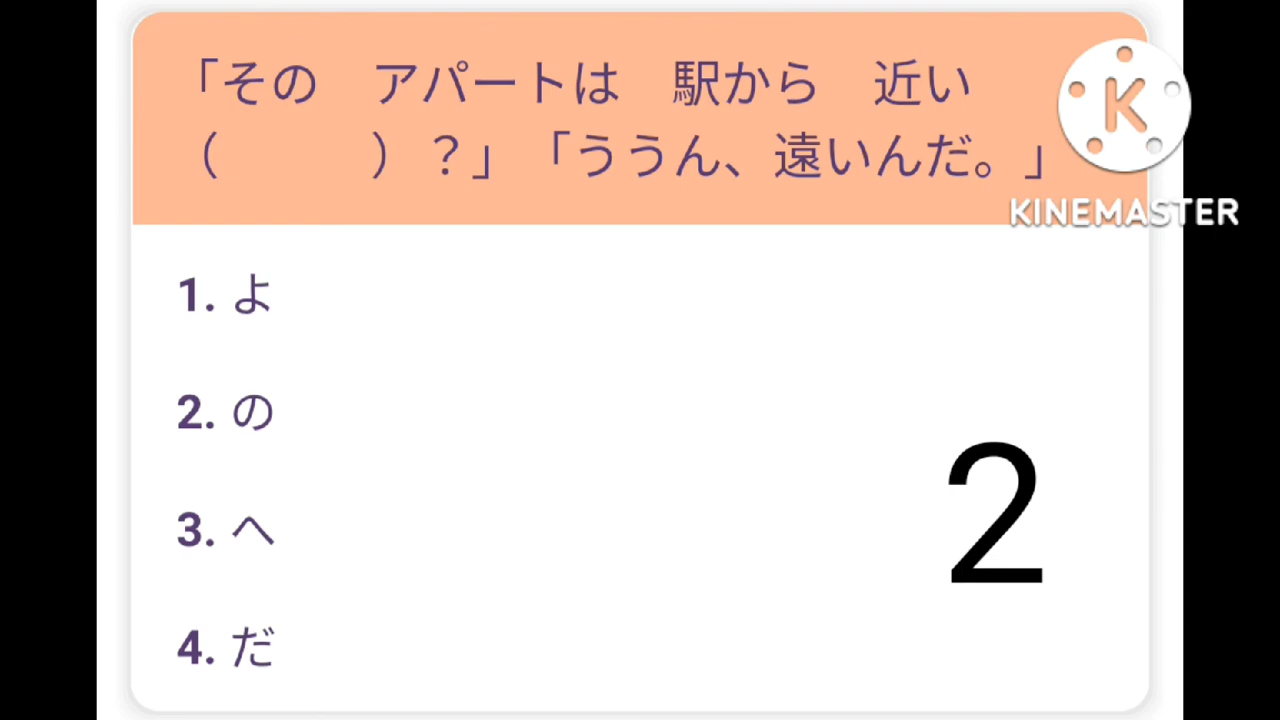 「その　アパートは　駅から　近い
（　　　）？」「ううん、遠いんだ。」
K
KINEMASTER
1. よ
2. の
3. へ
4. だ
2